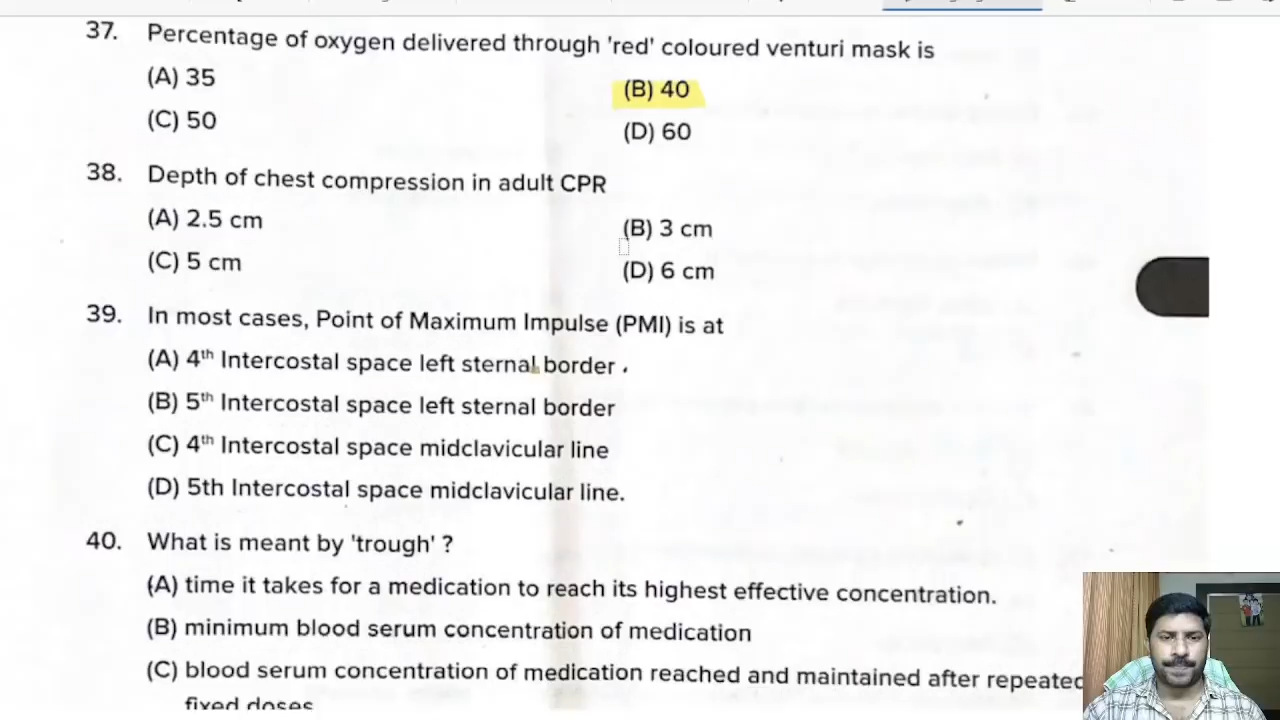 37. Percentage of oxygen delivered through 'red' coloured venturi mask is
(A) 35
(B) 40
(C) 50
(D) 60
38. Depth of chest compression in adult CPR
(A) 2.5 cm
(B) 3 cm
(C) 5 cm
(D) 6 cm
39. In most cases, Point of Maximum Impulse (PMI) is at
(A) 4th Intercostal space left sternal border .
(B) 5th Intercostal space left sternal border
(C) 4th Intercostal space midclavicular line
(D) 5th Intercostal space midclavicular line.
40. What is meant by 'trough' ?
(A) time it takes for a medication to reach its highest effective concentration.
(B) minimum blood serum concentration of medication
(C) blood serum concentration of medication reached and maintained after repeated
fixed doses